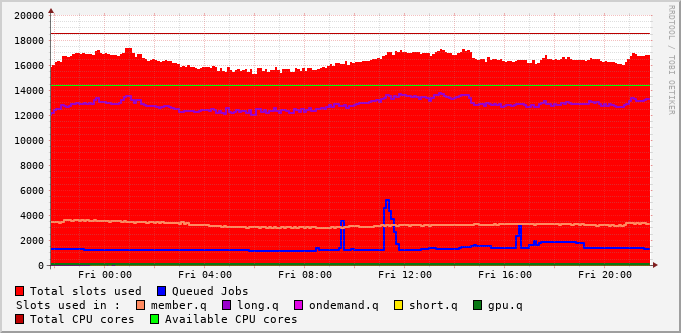 RRDTOOL / TOBI OETIKER
20000
18000
16000
14000
12000
10000
8000
6000
4000
2000
0
Fri 00:00 Fri 04:00 Fri 08:00 Fri 12:00 Fri 16:00 Fri 20:00
Total slots used Queued Jobs
Slots used in : member.q long.q ondemand.q short.q gpu.q
Total CPU cores Available CPU cores